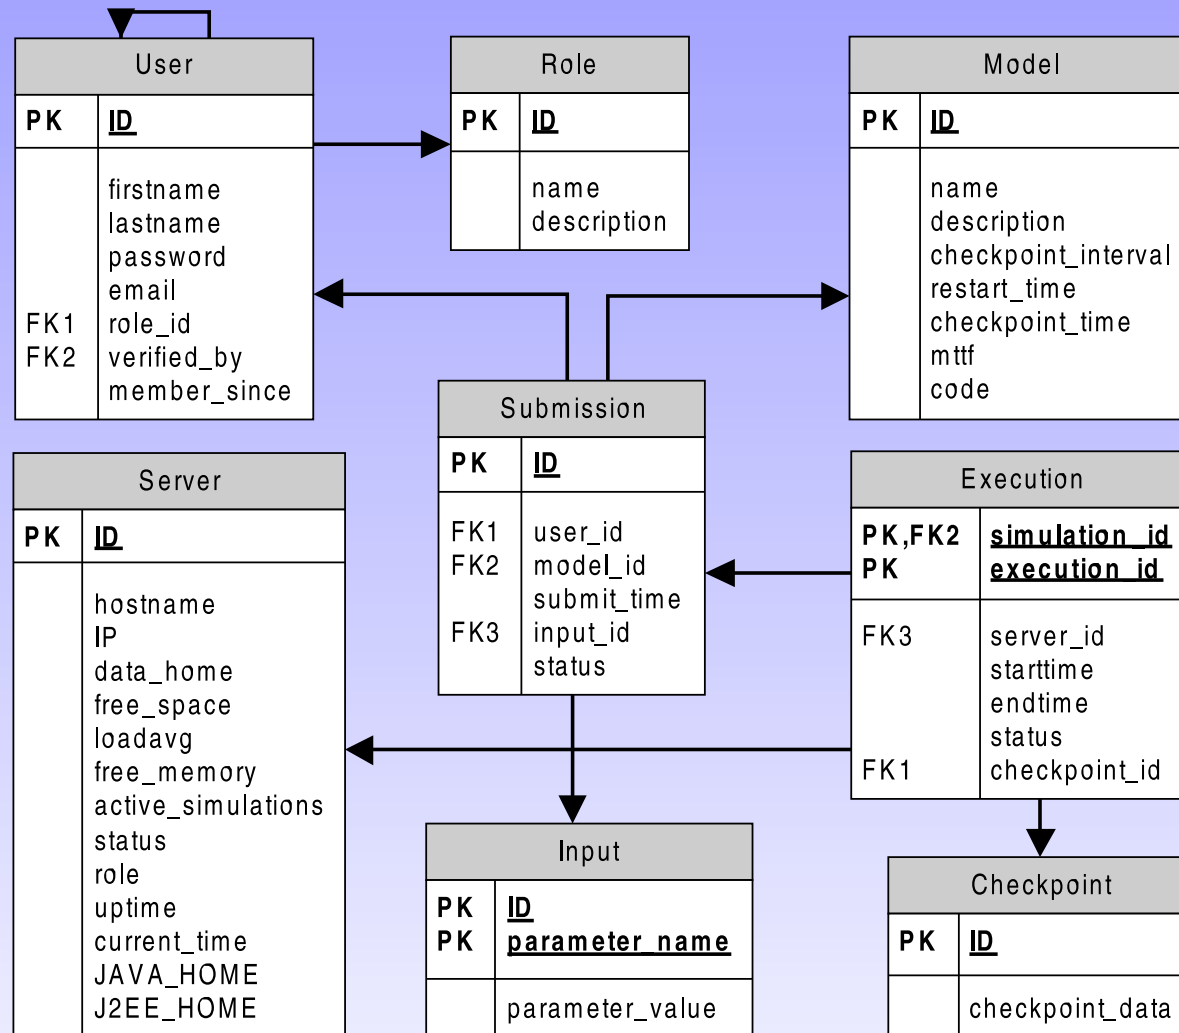 User
PK ID
firstname
lastname
password
email
FK1 role_id
FK2 verified_by
member_since
Role
PK ID
name
description
Model
PK ID
name
description
checkpoint_interval
restart_time
checkpoint_time
mttf
code
Submission
PK ID
FK1 user_id
FK2 model_id
submit_time
FK3 input_id
status
Server
PK ID
hostname
IP
data_home
free_space
loadavg
free_memory
active_simulations
status
role
uptime
current_time
JAVA_HOME
J2EE_HOME
Execution
PK,FK2 simulation_id
PK execution_id
FK3 server_id
starttime
endtime
status
FK1 checkpoint_id
Input
PK ID
PK parameter_name
parameter_value
Checkpoint
PK ID
checkpoint_data